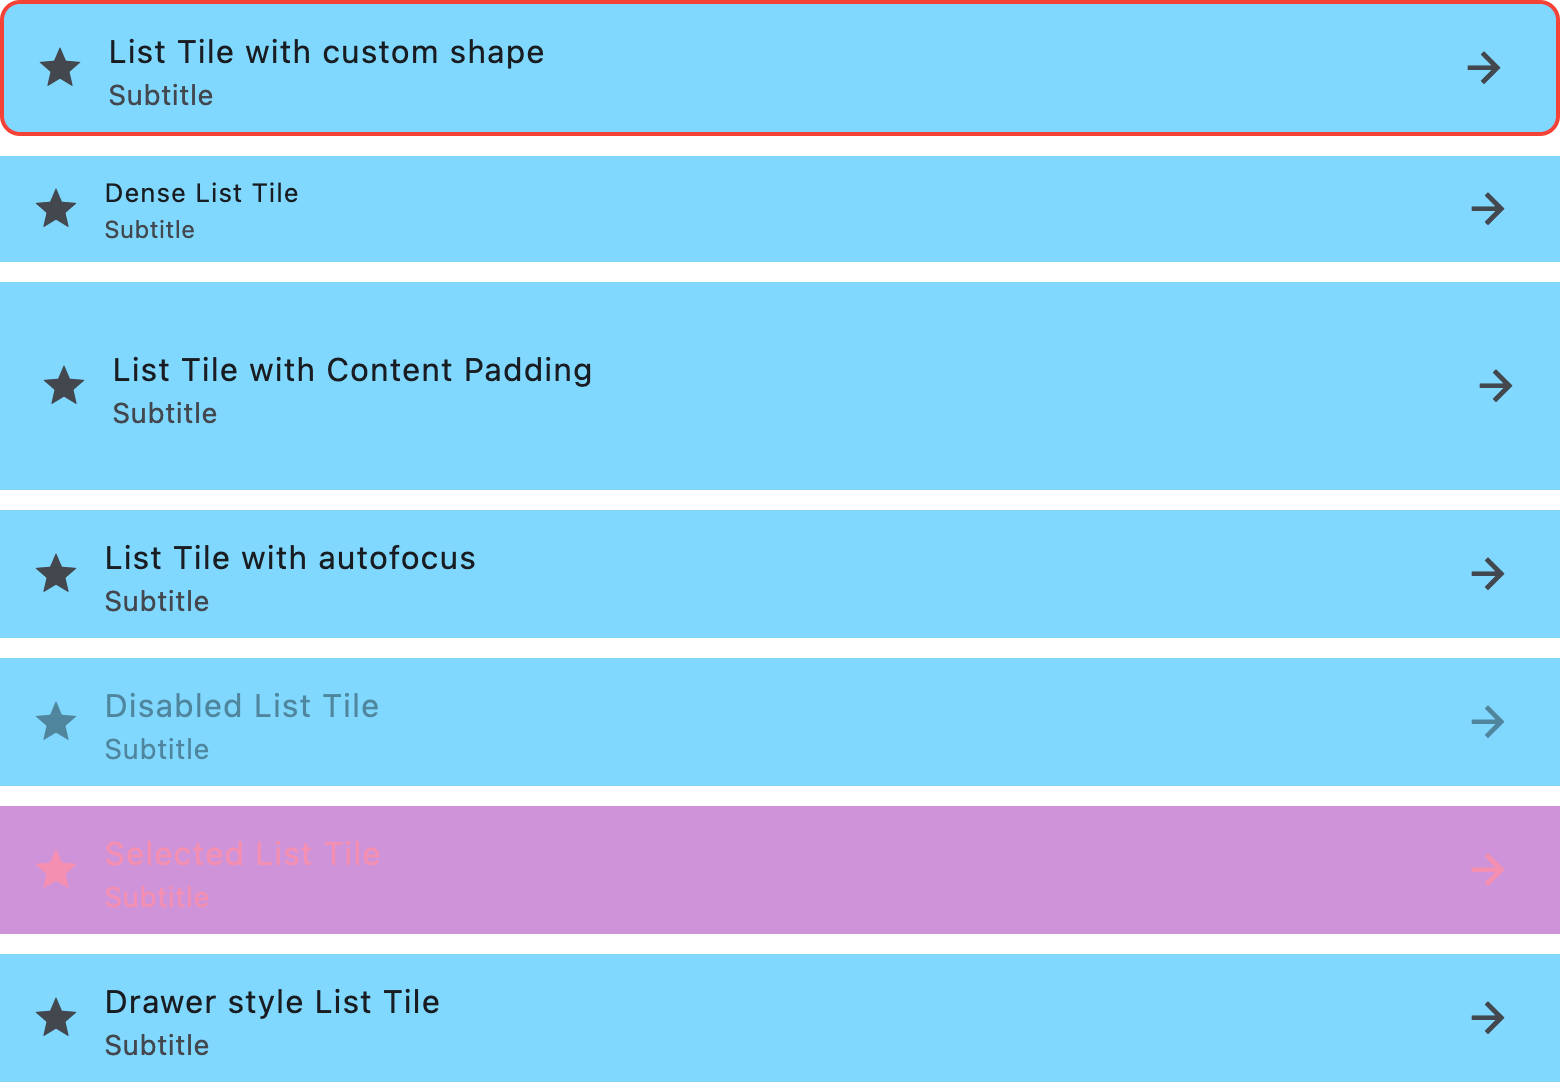 List Tile with custom shape
Subtitle
Dense List Tile
Subtitle
List Tile with Content Padding
Subtitle
List Tile with autofocus
Subtitle
Disabled List Tile
Subtitle
Selected List Tile
Subtitle
Drawer style List Tile
Subtitle